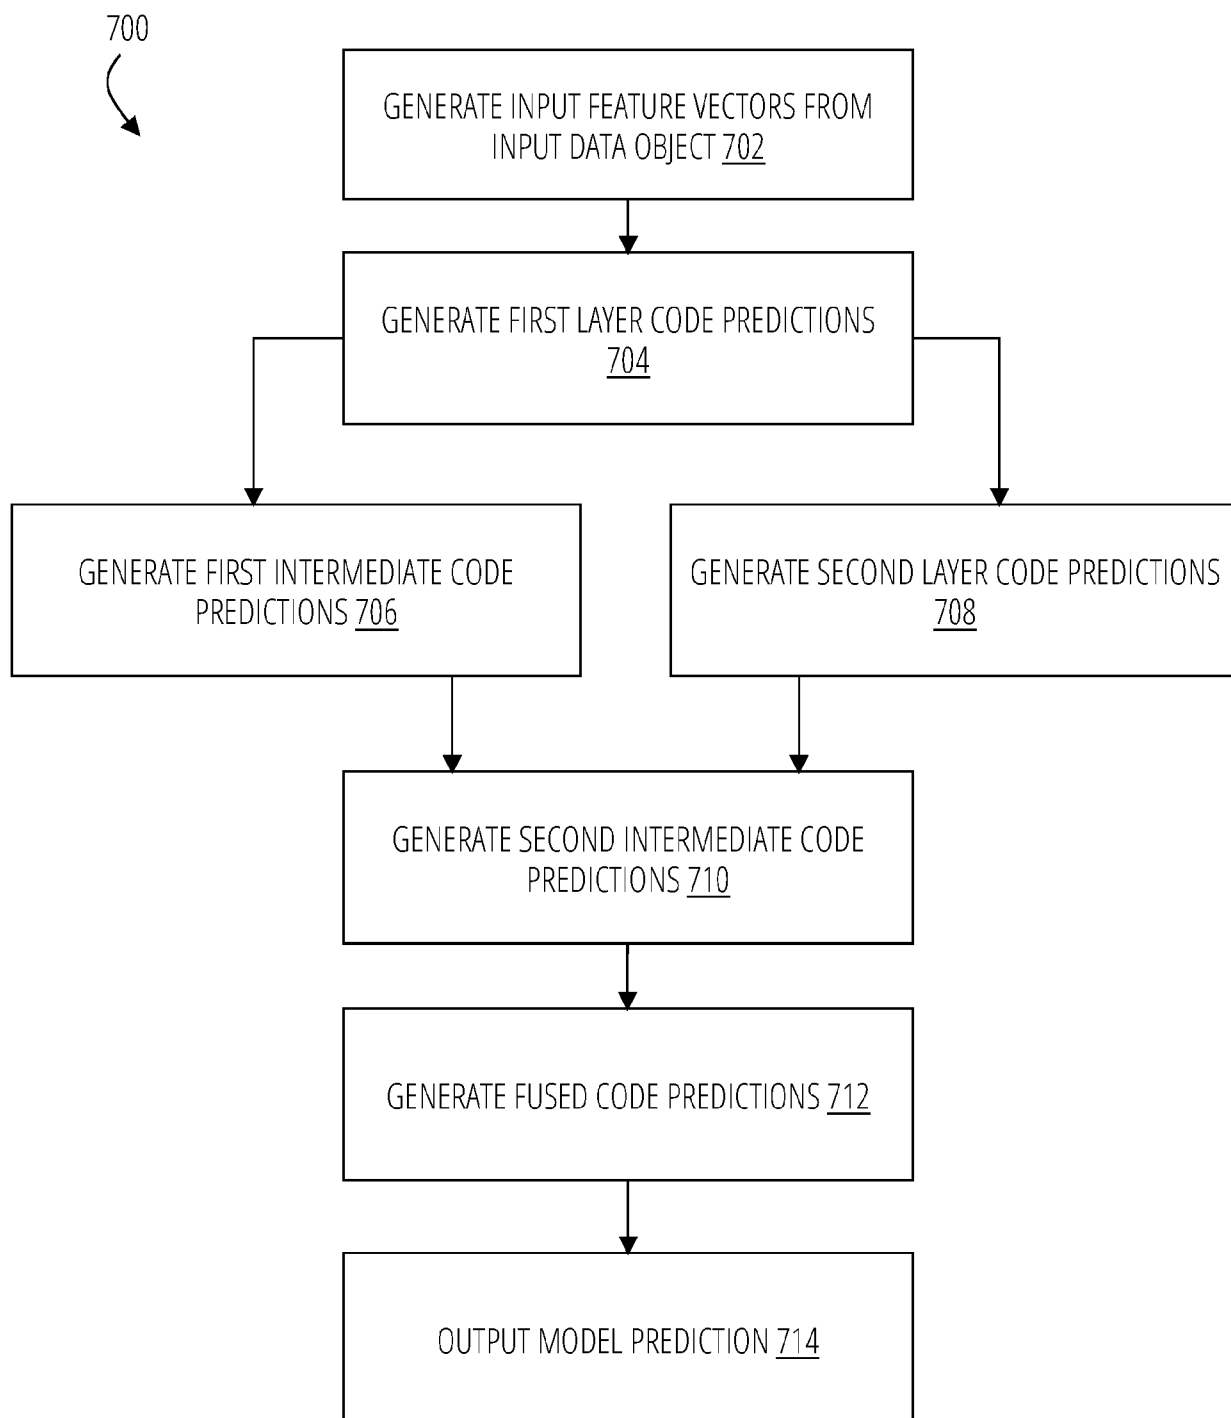 700
GENERATE INPUT FEATURE VECTORS FROM
INPUT DATA OBJECT 702
GENERATE FIRST LAYER CODE PREDICTIONS
704
GENERATE FIRST INTERMEDIATE CODE
PREDICTIONS 706
GENERATE SECOND LAYER CODE PREDICTIONS
708
GENERATE SECOND INTERMEDIATE CODE
PREDICTIONS 710
GENERATE FUSED CODE PREDICTIONS 712
OUTPUT MODEL PREDICTION 714